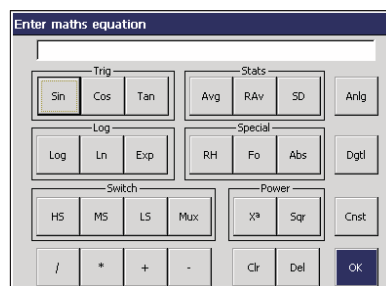 Enter maths equation
Trig Stats
Sin Cos Tan Avg RAv SD Anlg
Log Special
Log Ln Exp RH Fo Abs Dgtl
Switch Power
HS MS LS Mux Xª Sqr Cnst
/ * + - Clr Del OK